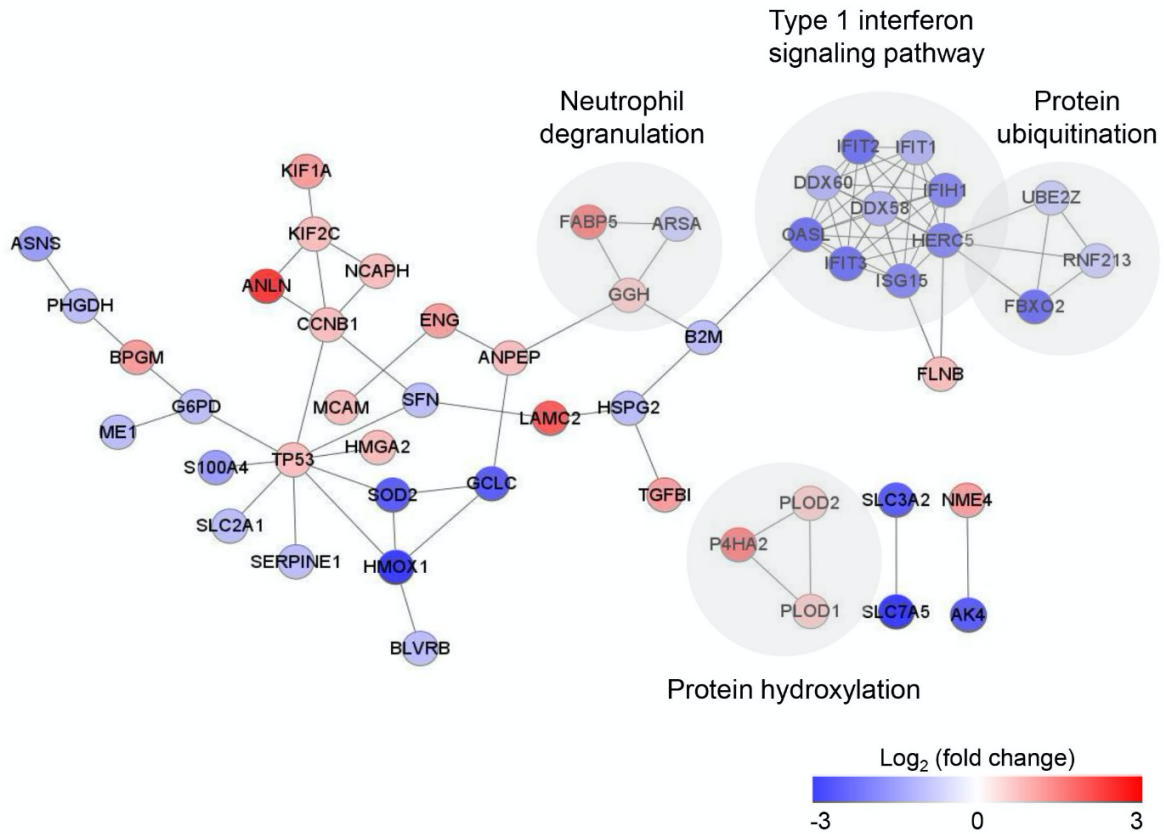 Type 1 interferon
signaling pathway
Neutrophil
degranulation
Protein
ubiquitination
IFIT2
IFIT1
KIF1A
DDX60
IFIH1
UBE2Z
DDX58
FABP5
ARSA
KIF2C
OASL
HERC5
ASNS
RNF213
IFIT3
NCAPH
ISG15
ANLN
GGH
PHGDH
FBXO2
ENG
CCNB1
B2M
BPGM
ANPEP
FLNB
SFN
G6PD
MCAM
HSPG2
LAMC2
ME1
HMGA2
TP53
S100A4
GCLC
SOD2
TGFBI
PLOD2
SLC3A2
NME4
SLC2A1
P4HA2
SERPINE1
HMOX1
PLOD1
SLC7A5
AK4
BLVRB
Protein hydroxylation
Log2 (fold change)
-3 0 3